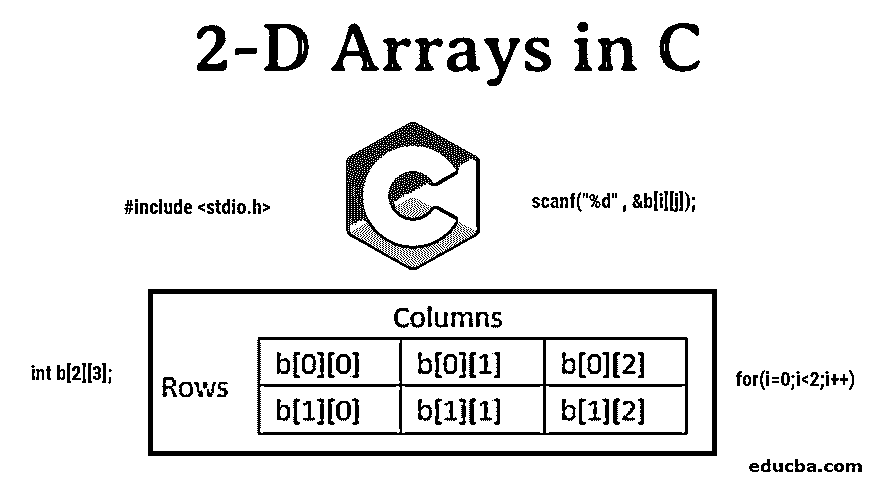 2-D Arrays in C
#include <stdio.h>
scanf("%d" , &b[i][j]);
int b[2][3];
Columns
Rows
b[0][0] b[0][1] b[0][2]
b[1][0] b[1][1] b[1][2]
for(i=0;i<2;i++)
educba.com